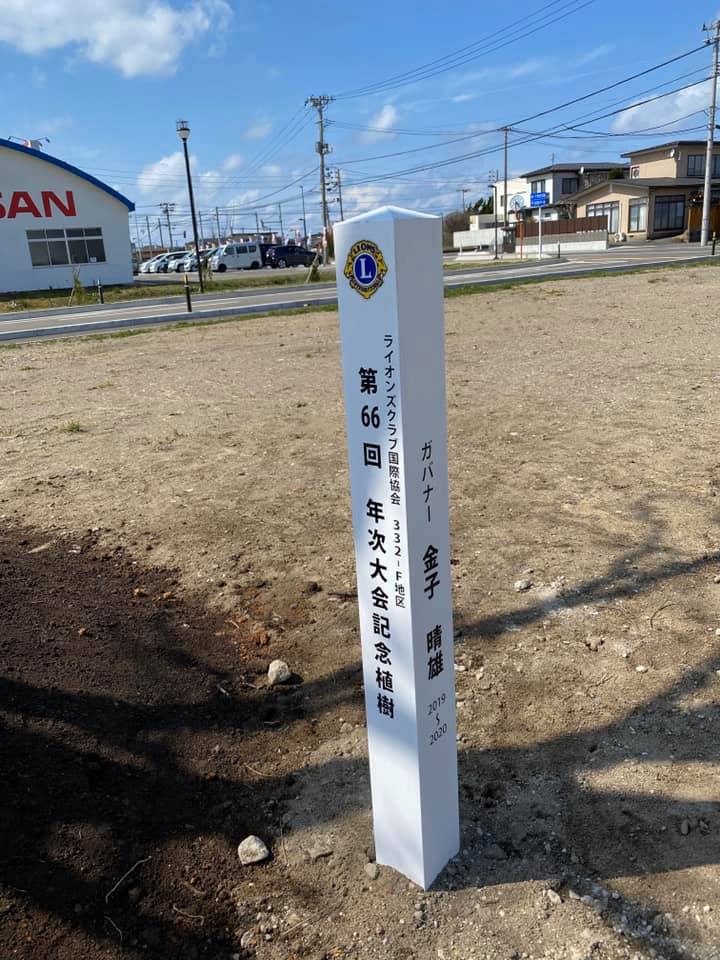 SAN
LIONS
L
ライオンズクラブ国際協会 332-F地区
第66回 年次大会記念植樹
ガバナー 金子 晴雄 2019〜2020